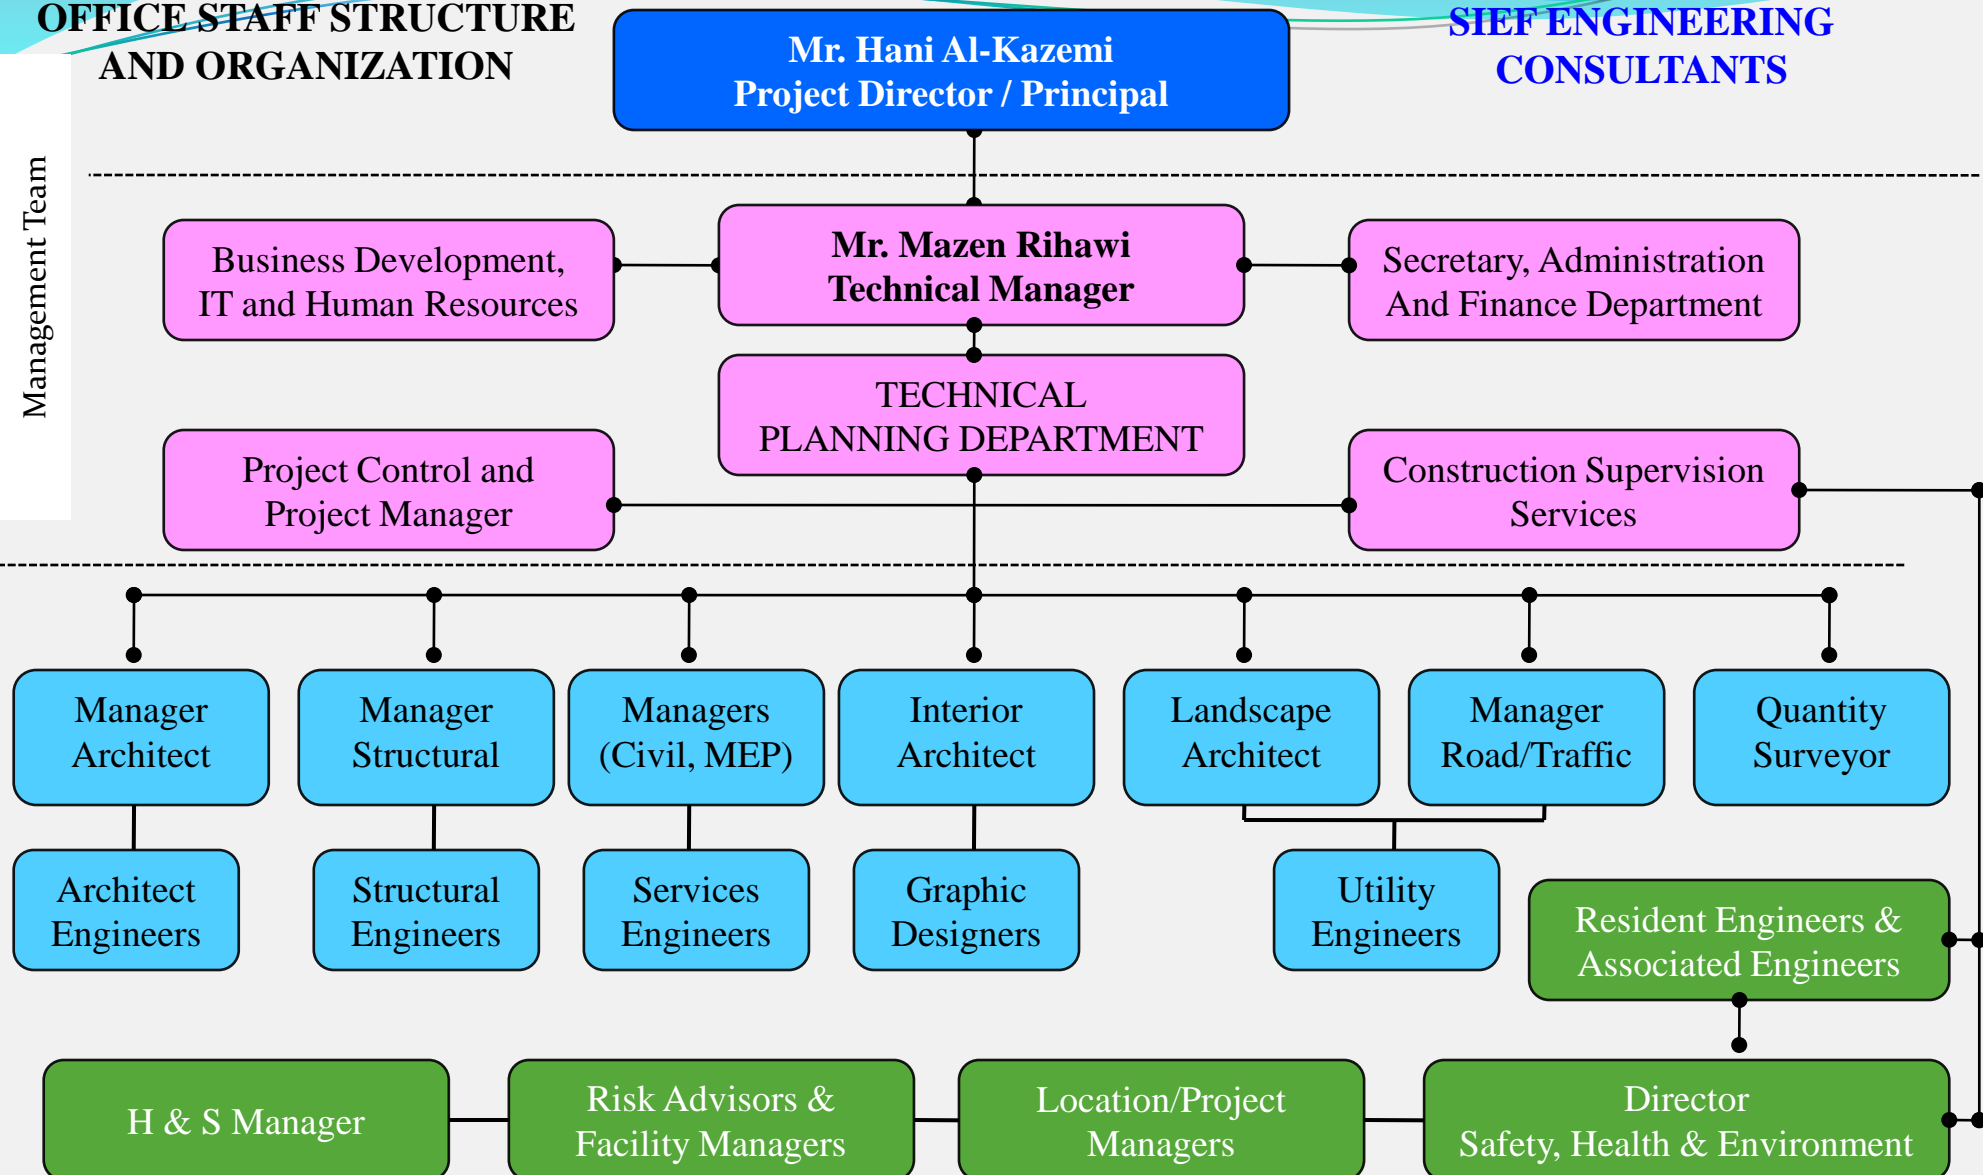 OFFICE STAFF STRUCTURE
AND ORGANIZATION
SIEF ENGINEERING
CONSULTANTS
Mr. Hani Al-Kazemi
Project Director / Principal
Management Team
Business Development,
IT and Human Resources
Mr. Mazen Rihawi
Technical Manager
Secretary, Administration
And Finance Department
TECHNICAL
PLANNING DEPARTMENT
Project Control and
Project Manager
Construction Supervision
Services
Manager
Architect
Manager
Structural
Managers
(Civil, MEP)
Interior
Architect
Landscape
Architect
Manager
Road/Traffic
Quantity
Surveyor
Architect
Engineers
Structural
Engineers
Services
Engineers
Graphic
Designers
Utility
Engineers
Resident Engineers &
Associated Engineers
H & S Manager
Risk Advisors &
Facility Managers
Location/Project
Managers
Director
Safety, Health & Environment